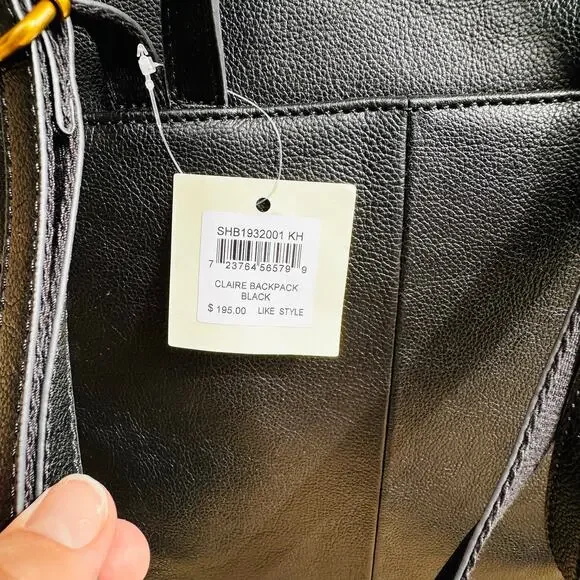 SHB1932001 KH
7 23764 56579 9
CLAIRE BACKPACK
BLACK
$ 195.00 LIKE STYLE